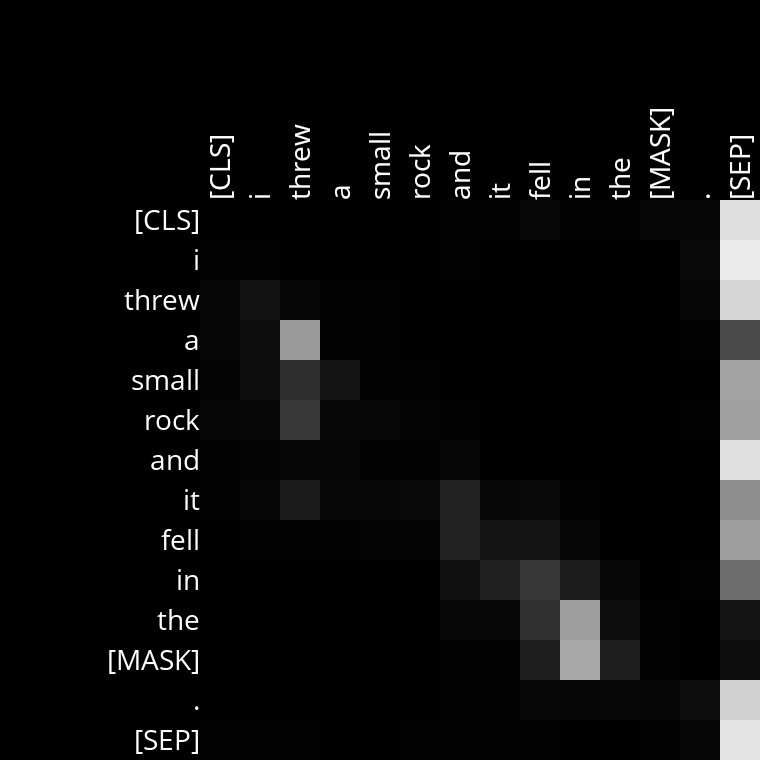 [CLS] i threw a small rock and it fell in the [MASK] . [SEP]
[CLS]
i
threw
a
small
rock
and
it
fell
in
the
[MASK]
.
[SEP]